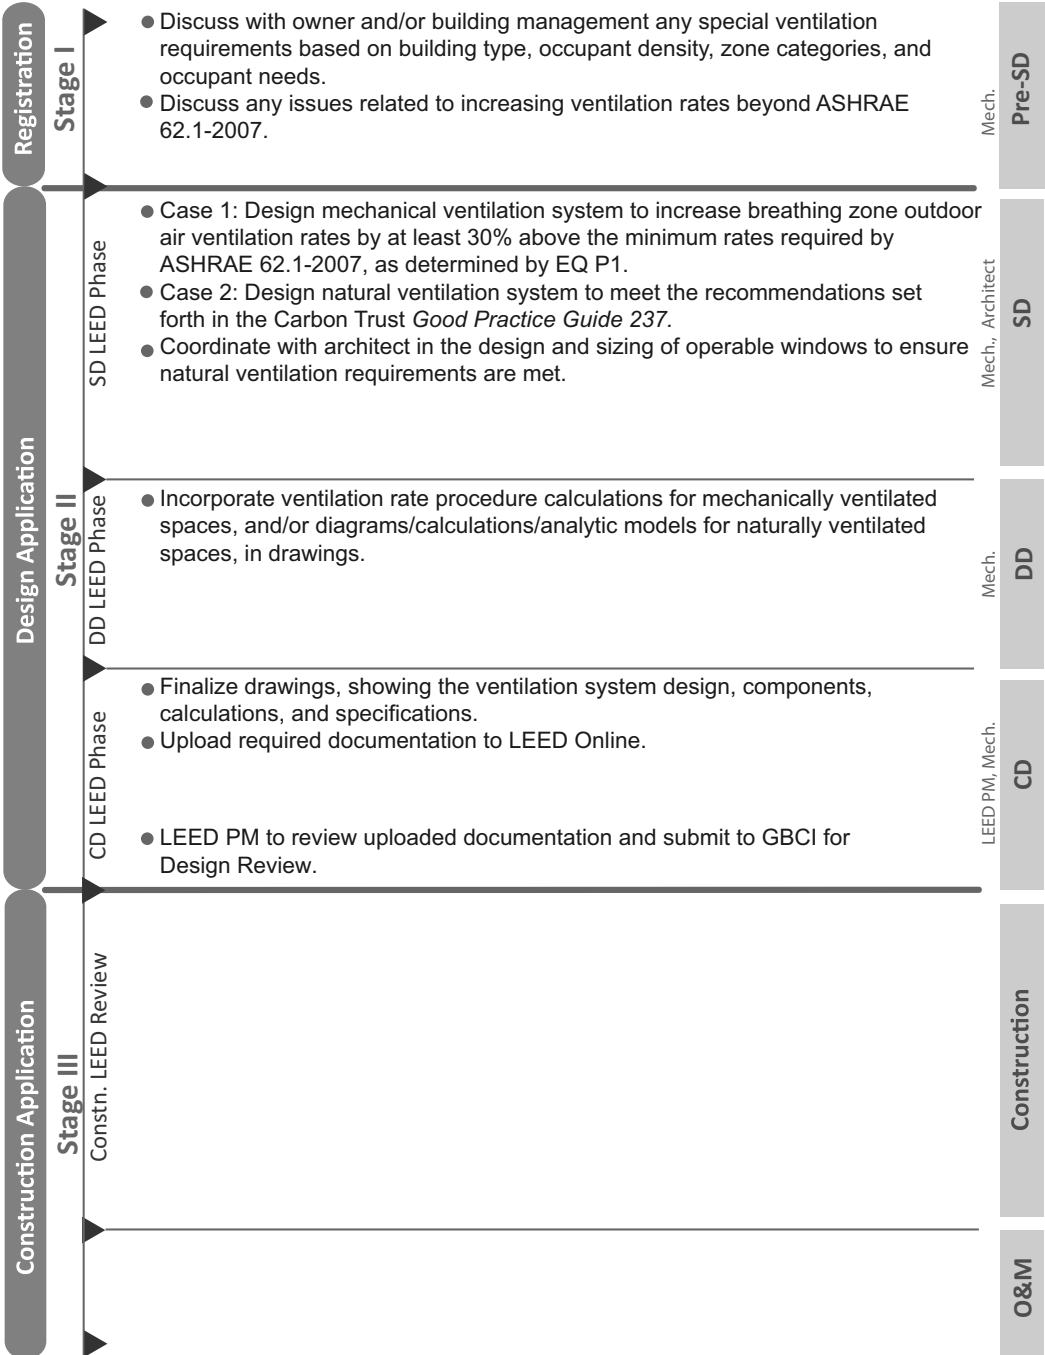 Registration
Stage I
● Discuss with owner and/or building management any special ventilation
requirements based on building type, occupant density, zone categories, and
occupant needs.
● Discuss any issues related to increasing ventilation rates beyond ASHRAE
62.1-2007.
Mech.
Pre-SD
Design Application
Stage II
SD LEED Phase
● Case 1: Design mechanical ventilation system to increase breathing zone outdoor
air ventilation rates by at least 30% above the minimum rates required by
ASHRAE 62.1-2007, as determined by EQ P1.
● Case 2: Design natural ventilation system to meet the recommendations set
forth in the Carbon Trust Good Practice Guide 237.
● Coordinate with architect in the design and sizing of operable windows to ensure
natural ventilation requirements are met.
Mech., Architect
SD
DD LEED Phase
● Incorporate ventilation rate procedure calculations for mechanically ventilated
spaces, and/or diagrams/calculations/analytic models for naturally ventilated
spaces, in drawings.
Mech.
DD
CD LEED Phase
● Finalize drawings, showing the ventilation system design, components,
calculations, and specifications.
● Upload required documentation to LEED Online.
● LEED PM to review uploaded documentation and submit to GBCI for
Design Review.
LEED PM, Mech.
CD
Construction Application
Stage III
Constn. LEED Review
Construction
O&M